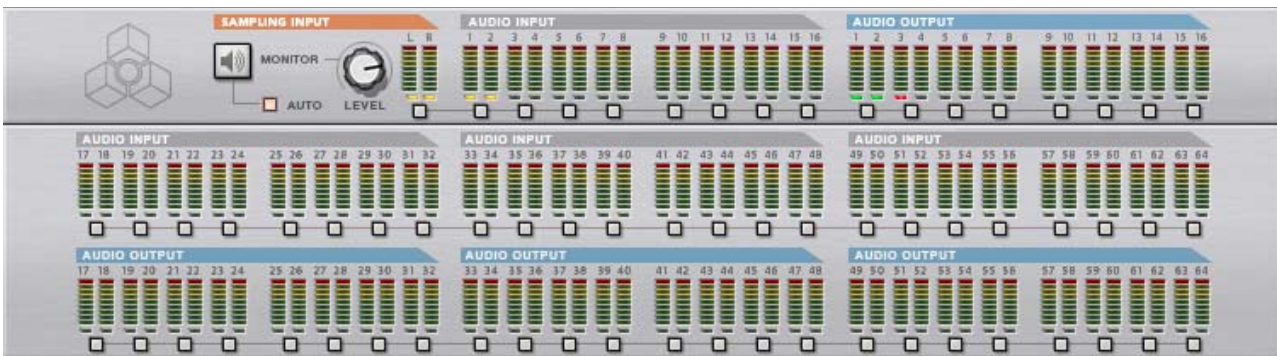 SAMPLING INPUT AUDIO INPUT AUDIO OUTPUT
L R 1 2 3 4 5 6 7 8 9 10 11 12 13 14 15 16 1 2 3 4 5 6 7 8 9 10 11 12 13 14 15 16
MONITOR
AUTO LEVEL
AUDIO INPUT AUDIO INPUT AUDIO INPUT
17 18 19 20 21 22 23 24 25 26 27 28 29 30 31 32 33 34 35 36 37 38 39 40 41 42 43 44 45 46 47 48 49 50 51 52 53 54 55 56 57 58 59 60 61 62 63 64
AUDIO OUTPUT AUDIO OUTPUT AUDIO OUTPUT
17 18 19 20 21 22 23 24 25 26 27 28 29 30 31 32 33 34 35 36 37 38 39 40 41 42 43 44 45 46 47 48 49 50 51 52 53 54 55 56 57 58 59 60 61 62 63 64